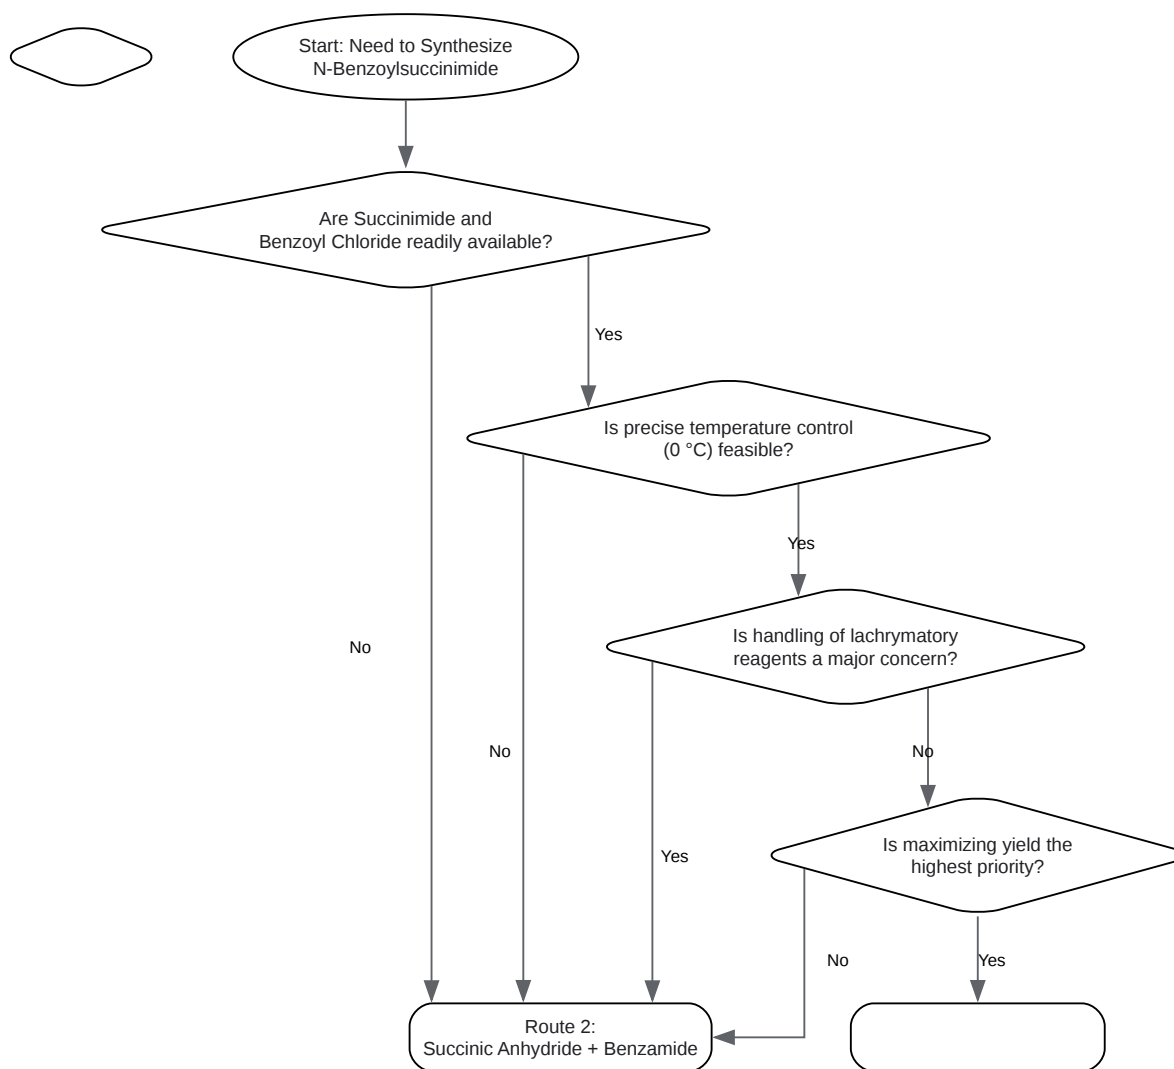 Start: Need to Synthesize
N-Benzoylsuccinimide
Are Succinimide and
Benzoyl Chloride readily available?
Yes
Is precise temperature control
(0 °C) feasible?
Yes
Is handling of lachrymatory
reagents a major concern?
No
No
No
Is maximizing yield the
highest priority?
Yes
No
Yes
Route 2:
Succinic Anhydride + Benzamide